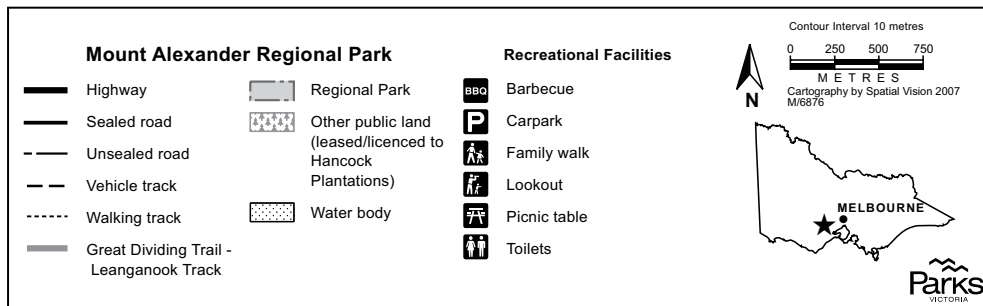 Mount Alexander Regional Park
Highway
Sealed road
Unsealed road
Vehicle track
Walking track
Great Dividing Trail -
Leanganook Track
Regional Park
Other public land
(leased/licenced to
Hancock
Plantations)
Water body
Recreational Facilities
BBQ Barbecue
P Carpark
Family walk
Lookout
Picnic table
Toilets
N
Contour Interval 10 metres
0 250 500 750
METRES
Cartography by Spatial Vision 2007
M/6876
MELBOURNE
Parks
VICTORIA